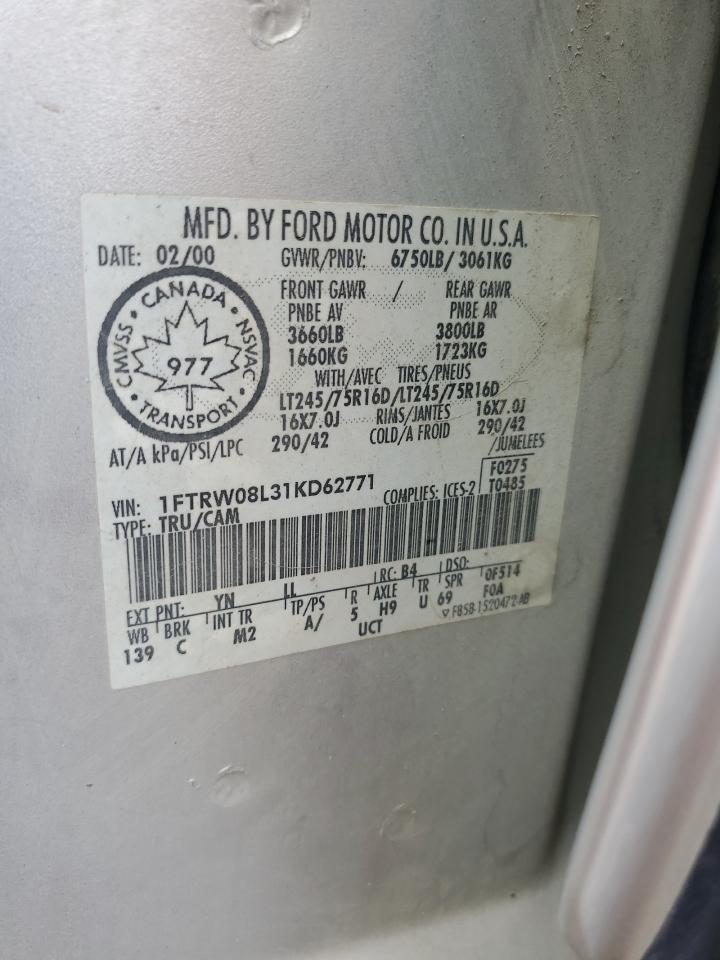 MFD. BY FORD MOTOR CO. IN U.S.A.
DATE: 02/00 GVWR/PNBV: 6750LB/ 3061KG
CANADA
CMVSS
NSVAC
977
TRANSPORT
FRONT GAWR / REAR GAWR
PNBE AV PNBE AR
3660LB 3800LB
1660KG 1723KG
WITH/AVEC TIRES/PNEUS
LT245/75R16D/LT245/75R16D
16X7.0J RIMS/JANTES 16X7.0J
AT/A kPa/PSI/LPC 290/42 COLD/A FROID 290/42
/JUMELEES
VIN: 1FTRW08L31KD62771 COMPLIES: ICES-2 F0275
TYPE: TRU/CAM T0485
EXT PNT: YN LL RC: B4 DSO:
WB BRK INT TR TP/PS R AXLE TR SPR 0F514
139 C M2 A/ 5 H9 U 69 F0A
UCT ▽ F85B-1520472-AB